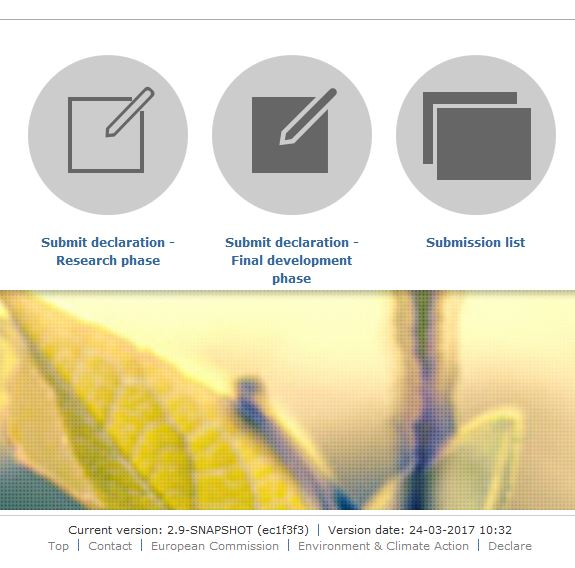 Submit declaration -
Research phase
Submit declaration -
Final development
phase
Submission list
Current version: 2.9-SNAPSHOT (ec1f3f3) | Version date: 24-03-2017 10:32
Top | Contact | European Commission | Environment & Climate Action | Declare